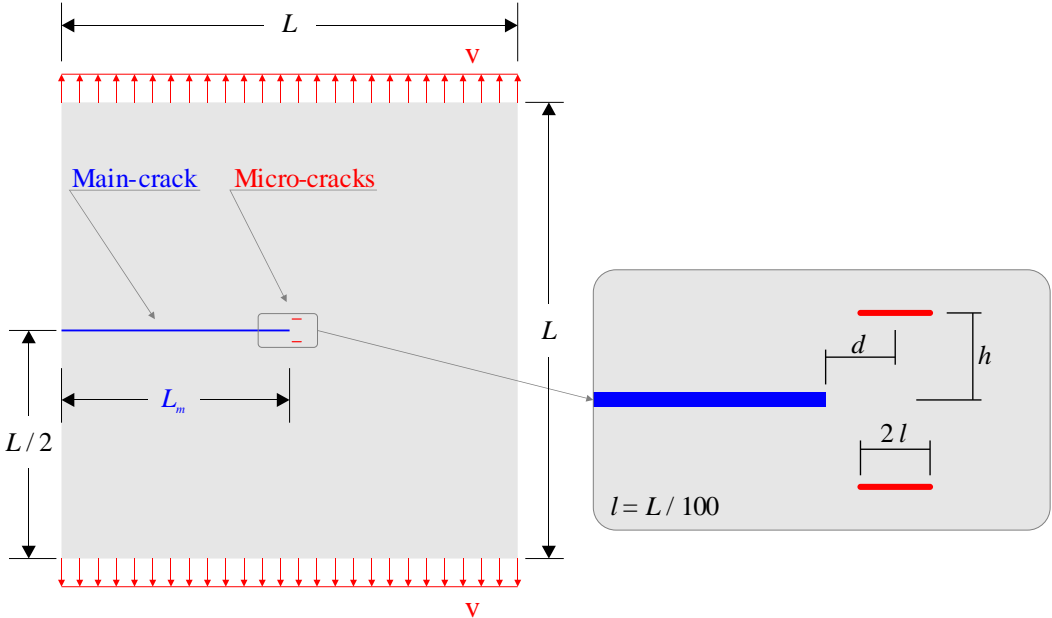 L
v
Main-crack
Micro-cracks
L
d
h
L_m
L / 2
2 l
l = L / 100
v